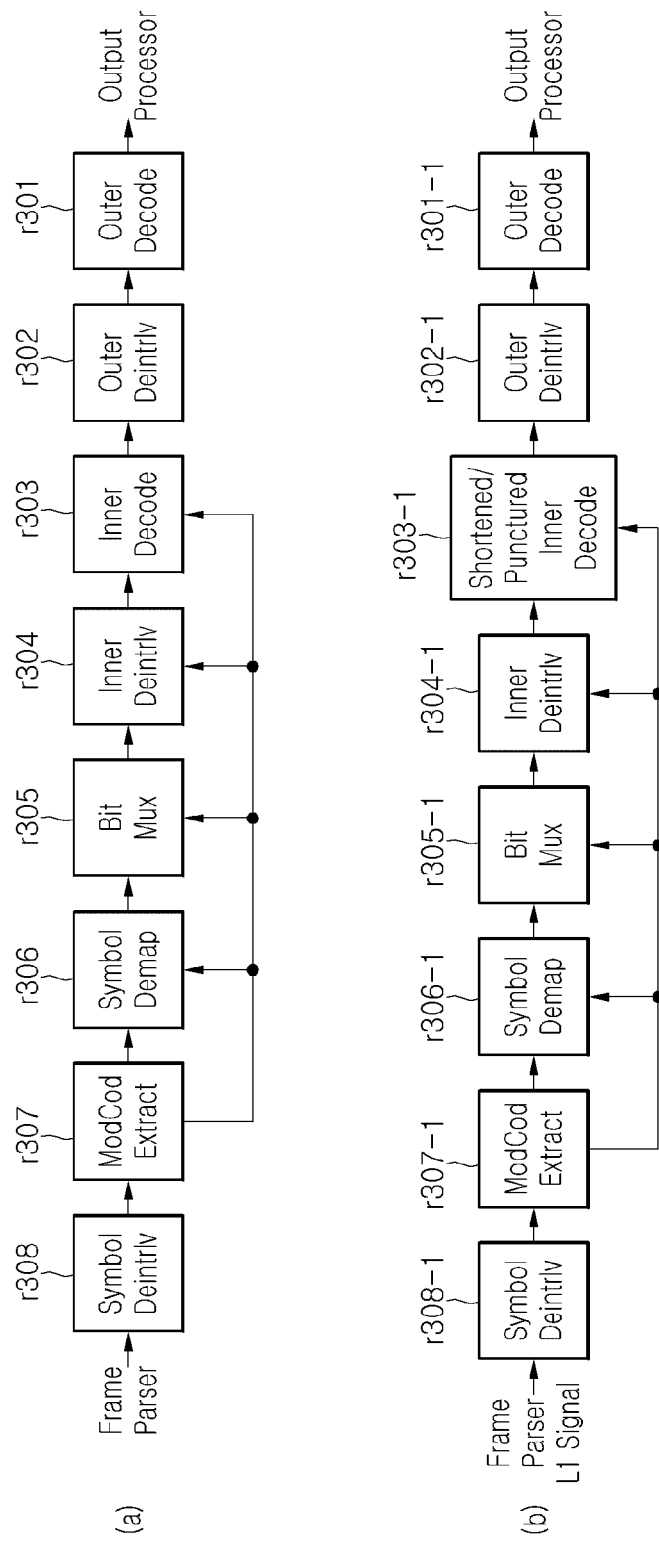 (a)
Frame
Parser
r308
Symbol
Deintrlv
r307
ModCod
Extract
r306
Symbol
Demap
r305
Bit
Mux
r304
Inner
Deintrlv
r303
Inner
Decode
r302
Outer
Deintrlv
r301
Outer
Decode
Output
Processor
(b)
Frame
Parser
L1 Signal
r308-1
Symbol
Deintrlv
r307-1
ModCod
Extract
r306-1
Symbol
Demap
r305-1
Bit
Mux
r304-1
Inner
Deintrlv
r303-1
Shortened/
Punctured
Inner
Decode
r302-1
Outer
Deintrlv
r301-1
Outer
Decode
Output
Processor